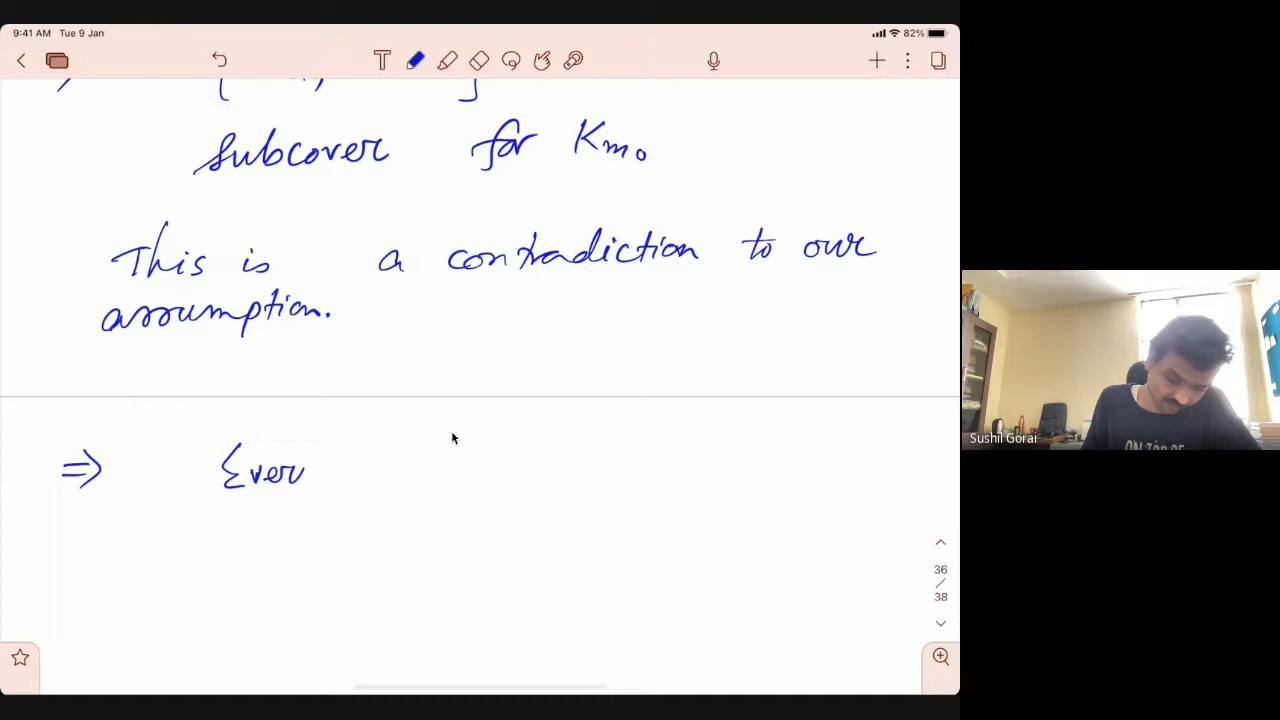 9:41 AM Tue 9 Jan
82%
T
subcover for Km₀
This is a contradiction to our
assumption.
⇒ Ever
36
/
38
Sushil Gorai